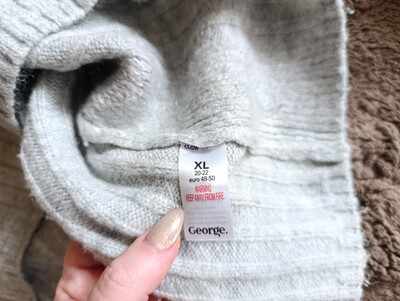 XL
20-22
euro 48-50
WARNING
KEEP AWAY FROM FIRE
George.